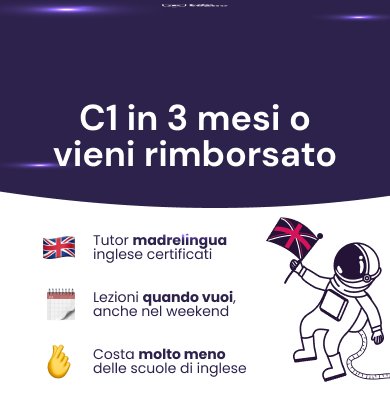 C1 in 3 mesi o
vieni rimborsato
Tutor madrelingua
inglese certificati
Lezioni quando vuoi,
anche nel weekend
Costa molto meno
delle scuole di inglese